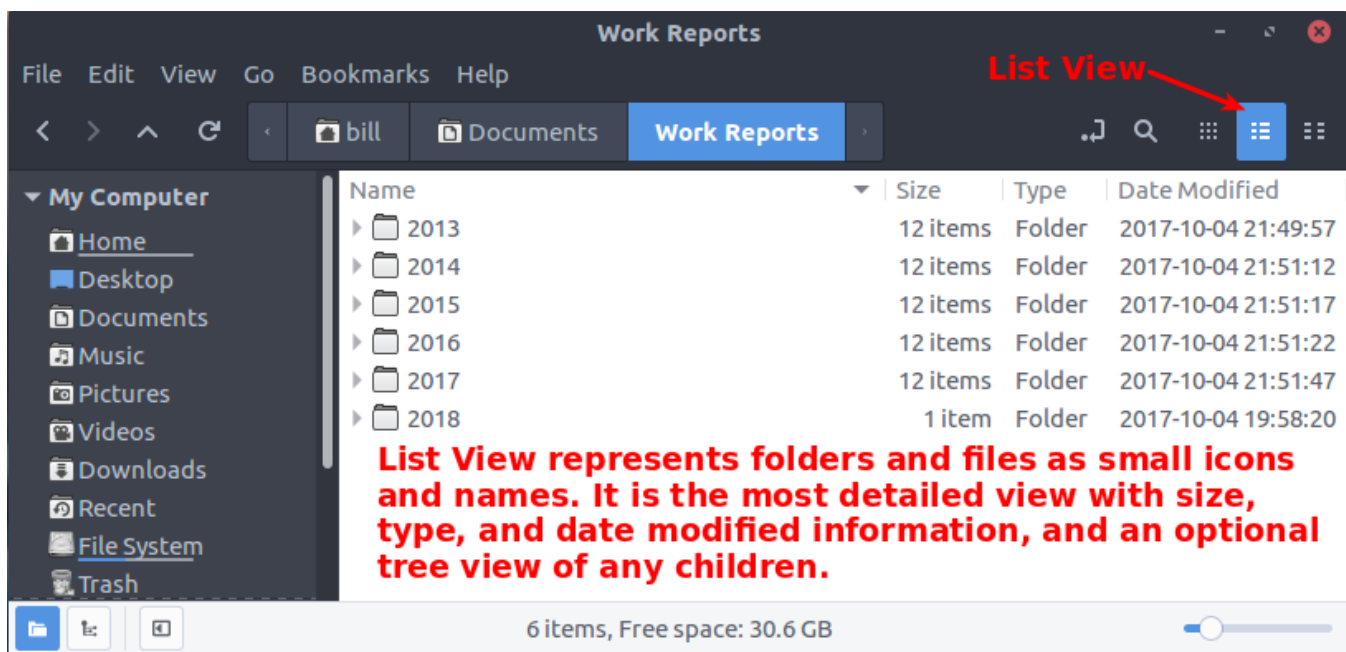 Work Reports
File Edit View Go Bookmarks Help
List View
bill Documents Work Reports
My Computer
Home
Desktop
Documents
Music
Pictures
Videos
Downloads
Recent
File System
Trash
Name Size Type Date Modified
2013 12 items Folder 2017-10-04 21:49:57
2014 12 items Folder 2017-10-04 21:51:12
2015 12 items Folder 2017-10-04 21:51:17
2016 12 items Folder 2017-10-04 21:51:22
2017 12 items Folder 2017-10-04 21:51:47
2018 1 item Folder 2017-10-04 19:58:20
List View represents folders and files as small icons
and names. It is the most detailed view with size,
type, and date modified information, and an optional
tree view of any children.
6 items, Free space: 30.6 GB